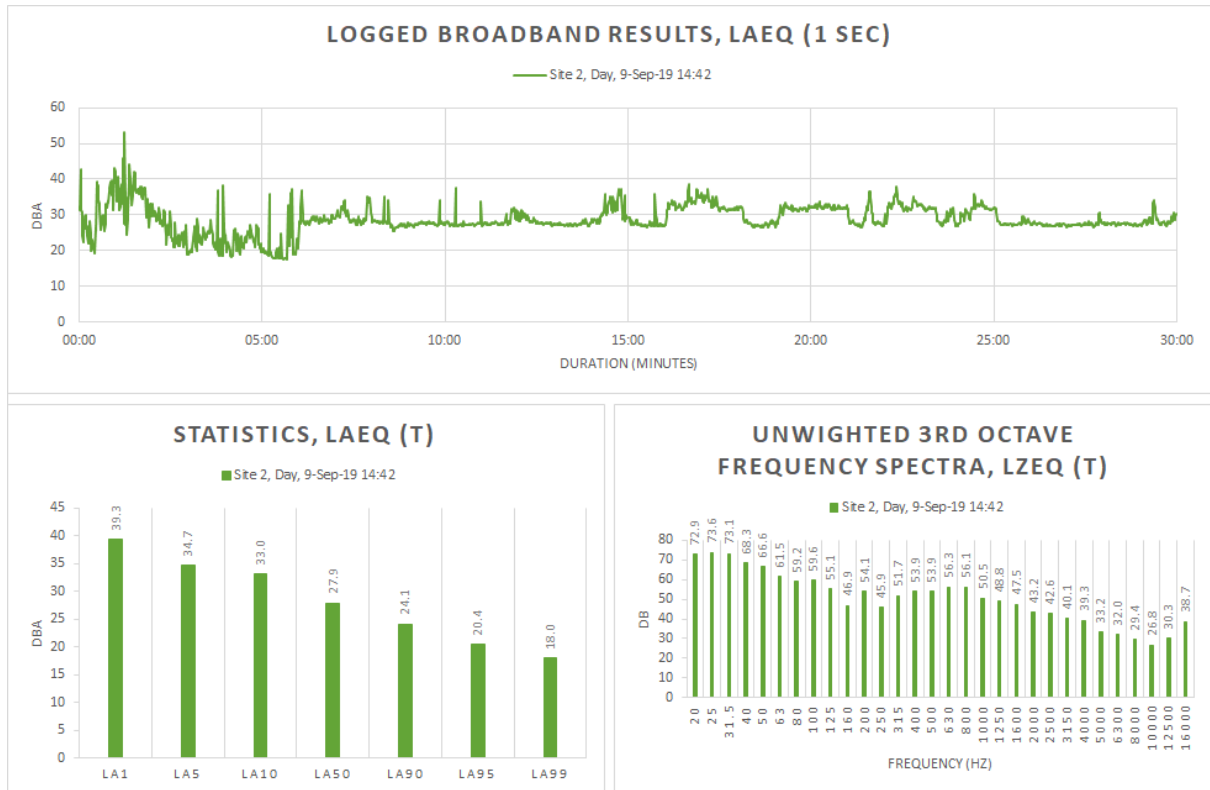 LOGGED BROADBAND RESULTS, LAEQ (1 SEC)
Site 2, Day, 9-Sep-19 14:42
60
50
40
30
20
10
0
DBA
00:00 05:00 10:00 15:00 20:00 25:00 30:00
DURATION (MINUTES)
STATISTICS, LAEQ (T)
Site 2, Day, 9-Sep-19 14:42
45
40
35
30
25
20
15
10
5
0
DBA
39.3 34.7 33.0 27.9 24.1 20.4 18.0
LA1 LA5 LA10 LA50 LA90 LA95 LA99
UNWIGHTED 3RD OCTAVE
FREQUENCY SPECTRA, LZEQ (T)
Site 2, Day, 9-Sep-19 14:42
80
70
60
50
40
30
20
10
0
DB
72.9 73.6 73.1 68.3 66.6 61.5 59.2 59.6 55.1 46.9 54.1 45.9 51.7 53.9 53.9 56.3 56.1 50.5 48.8 47.5 43.2 42.6 40.1 39.3 33.2 32.0 29.4 26.8 30.3 38.7
20 25 31.5 40 50 63 80 100 125 160 200 250 315 400 500 630 800 1000 1250 1600 2000 2500 3150 4000 5000 6300 8000 10000 12500 16000
FREQUENCY (HZ)